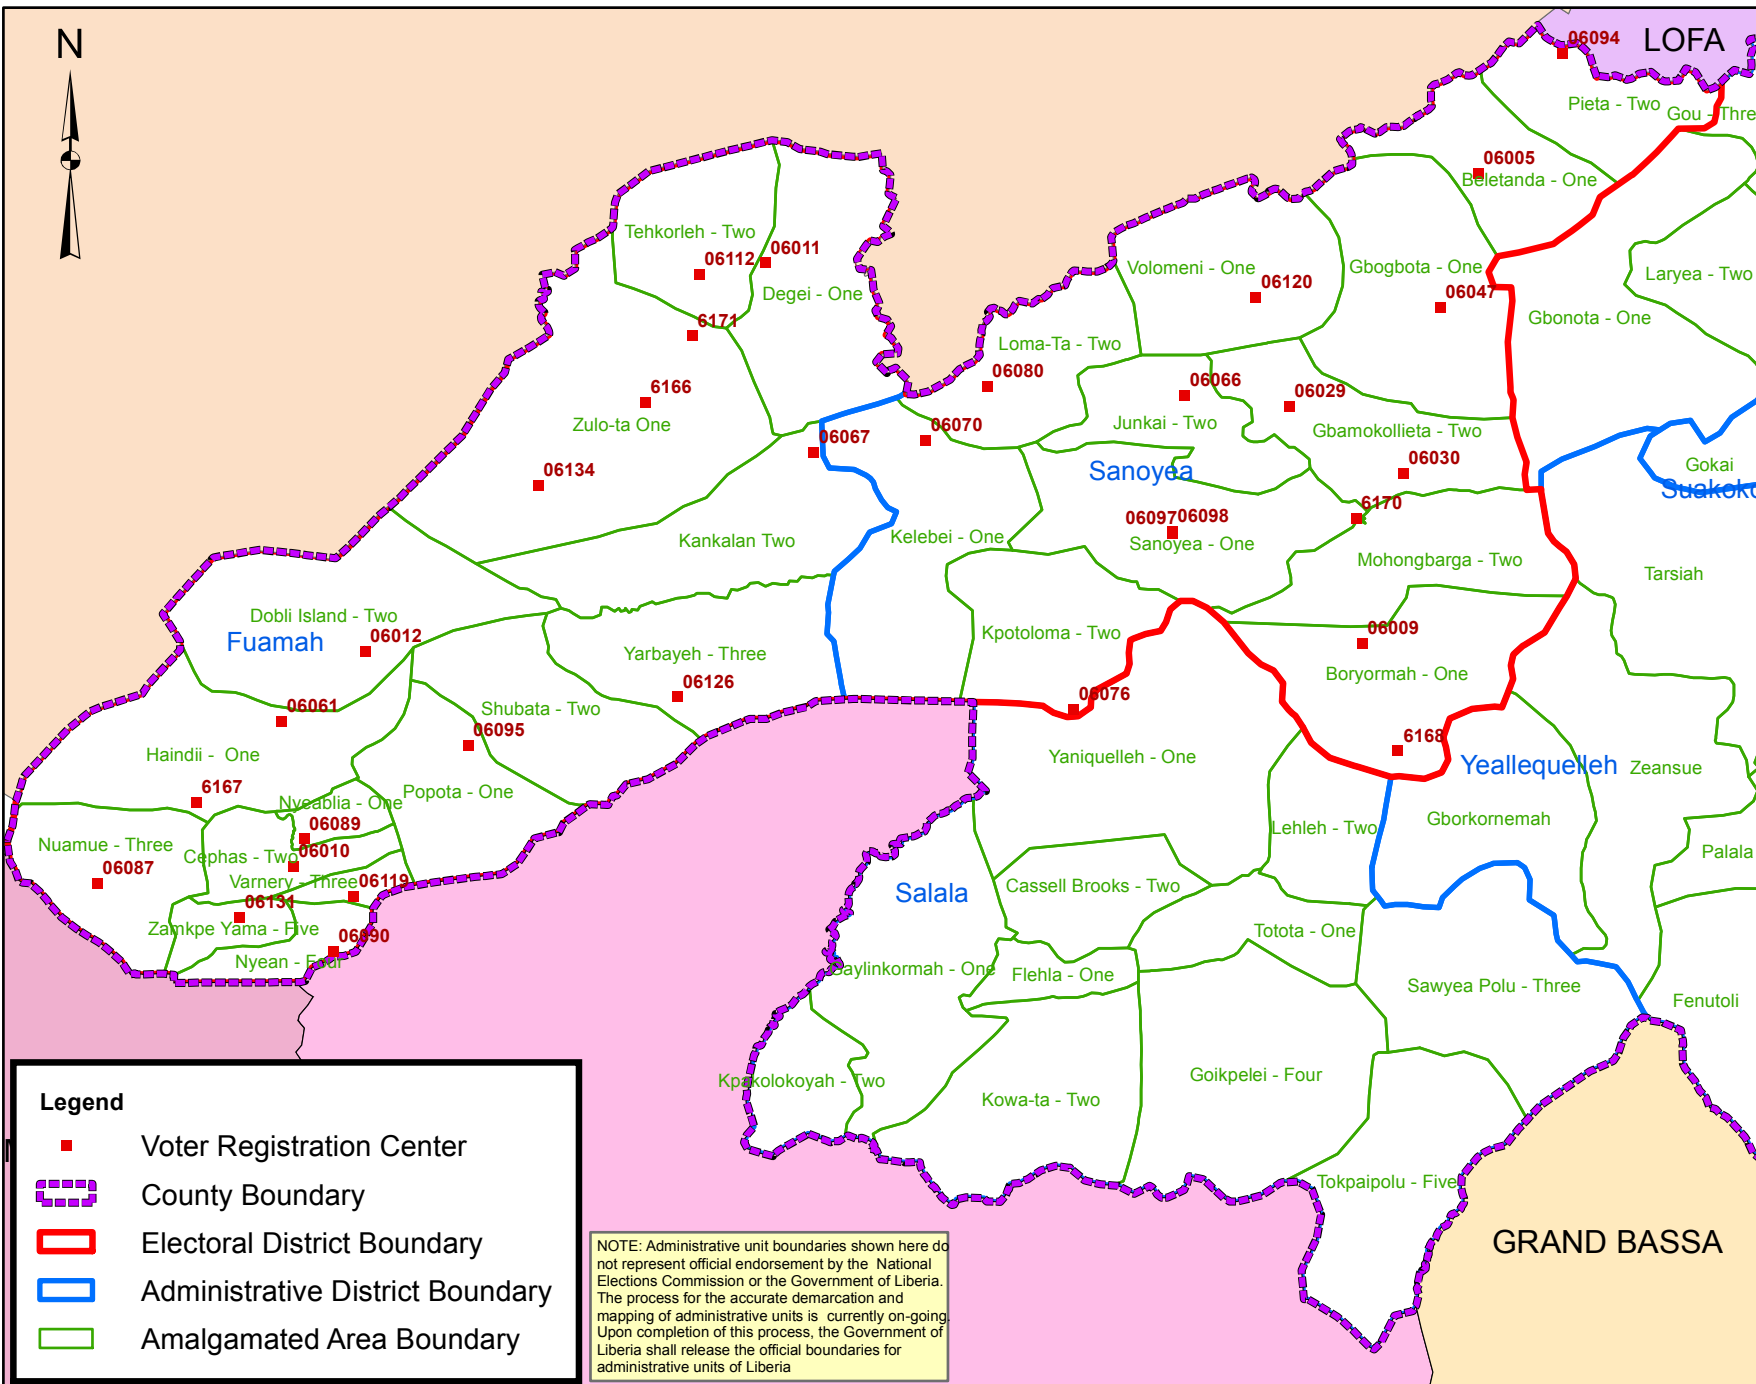 N
LOFA
06094
Pieta - Two
Gou - Thre
06005
Beletanda - One
Tehkorleh - Two
06112
06011
Degei - One
Volomeni - One
06120
Gbogbota - One
06047
Laryea - Two
Gbonota - One
6171
Loma-Ta - Two
06080
6166
Zulo-ta One
06066
06029
Junkai - Two
Gbamokollieta - Two
06067
06070
06134
Sanoyea
06030
Gokai
Suakoko
6170
06097
06098
Sanoyea - One
Kankalan Two
Kelebei - One
Mohongbarga - Two
Tarsiah
Dobli Island - Two
Fuamah
06012
Kpotoloma - Two
06009
Yarbayeh - Three
06126
Boryormah - One
06061
Shubata - Two
06095
06076
6168
Haindii - One
Yaniquelleh - One
Yeallequelleh
Zeansue
6167
Nyeablia - One
Popota - One
06089
Nuamue - Three
Cephas - Two
06010
06087
Varnery - Three
06119
Lehleh - Two
Gborkornemah
Palala
Salala
Cassell Brooks - Two
06131
Zamkpe Yama - Five
06090
Nyean - Four
Totota - One
Gaylinkormah - One
Flehla - One
Sawyea Polu - Three
Fenutoli
Kpakolokoyah - Two
Kowa-ta - Two
Goikpelei - Four
Tokpaipolu - Five
GRAND BASSA
Legend
Voter Registration Center
County Boundary
Electoral District Boundary
Administrative District Boundary
Amalgamated Area Boundary
NOTE: Administrative unit boundaries shown here do
not represent official endorsement by the National
Elections Commission or the Government of Liberia.
The process for the accurate demarcation and
mapping of administrative units is currently on-going.
Upon completion of this process, the Government of
Liberia shall release the official boundaries for
administrative units of Liberia